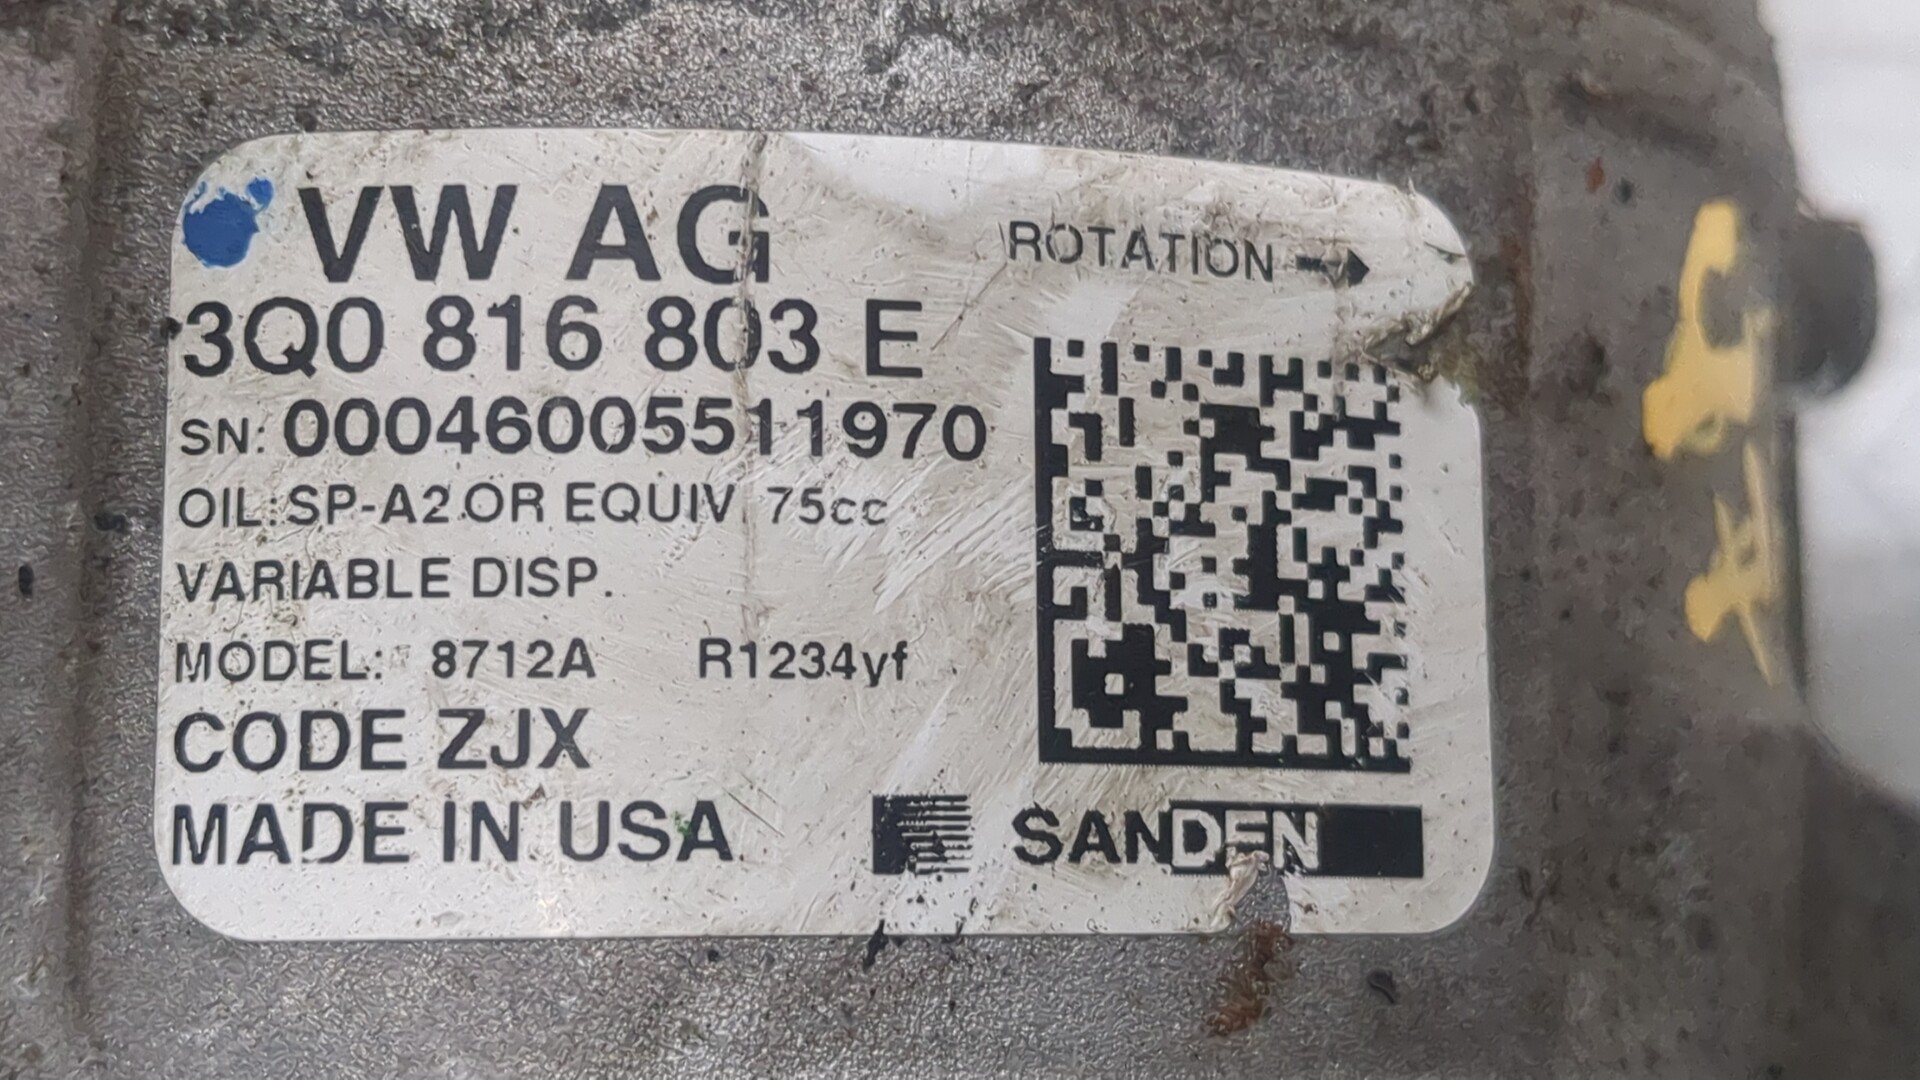 VW AG
ROTATION →
3Q0 816 803 E
SN: 00046005511970
OIL: SP-A2 OR EQUIV 75cc
VARIABLE DISP.
MODEL: 8712A R1234yf
CODE ZJX
MADE IN USA
SANDEN